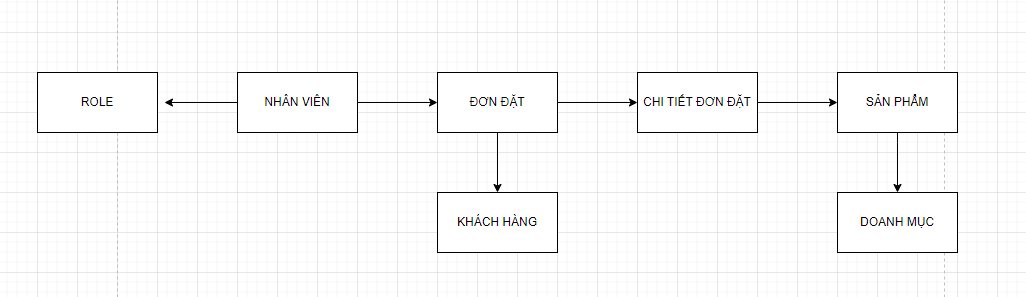 ROLE
NHÂN VIÊN
ĐƠN ĐẶT
CHI TIẾT ĐƠN ĐẶT
SẢN PHẨM
KHÁCH HÀNG
DOANH MỤC